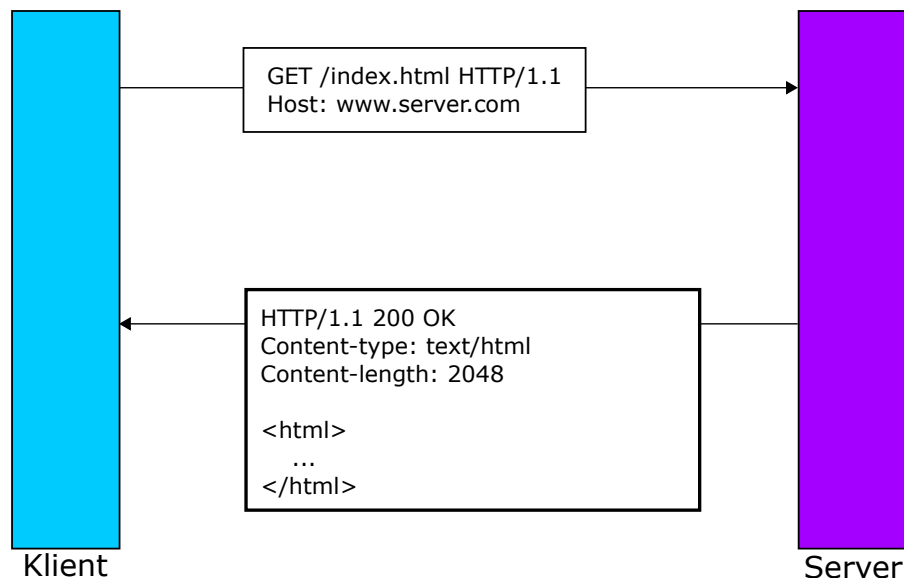 GET /index.html HTTP/1.1
Host: www.server.com
HTTP/1.1 200 OK
Content-type: text/html
Content-length: 2048
<html>
...
</html>
Klient
Server